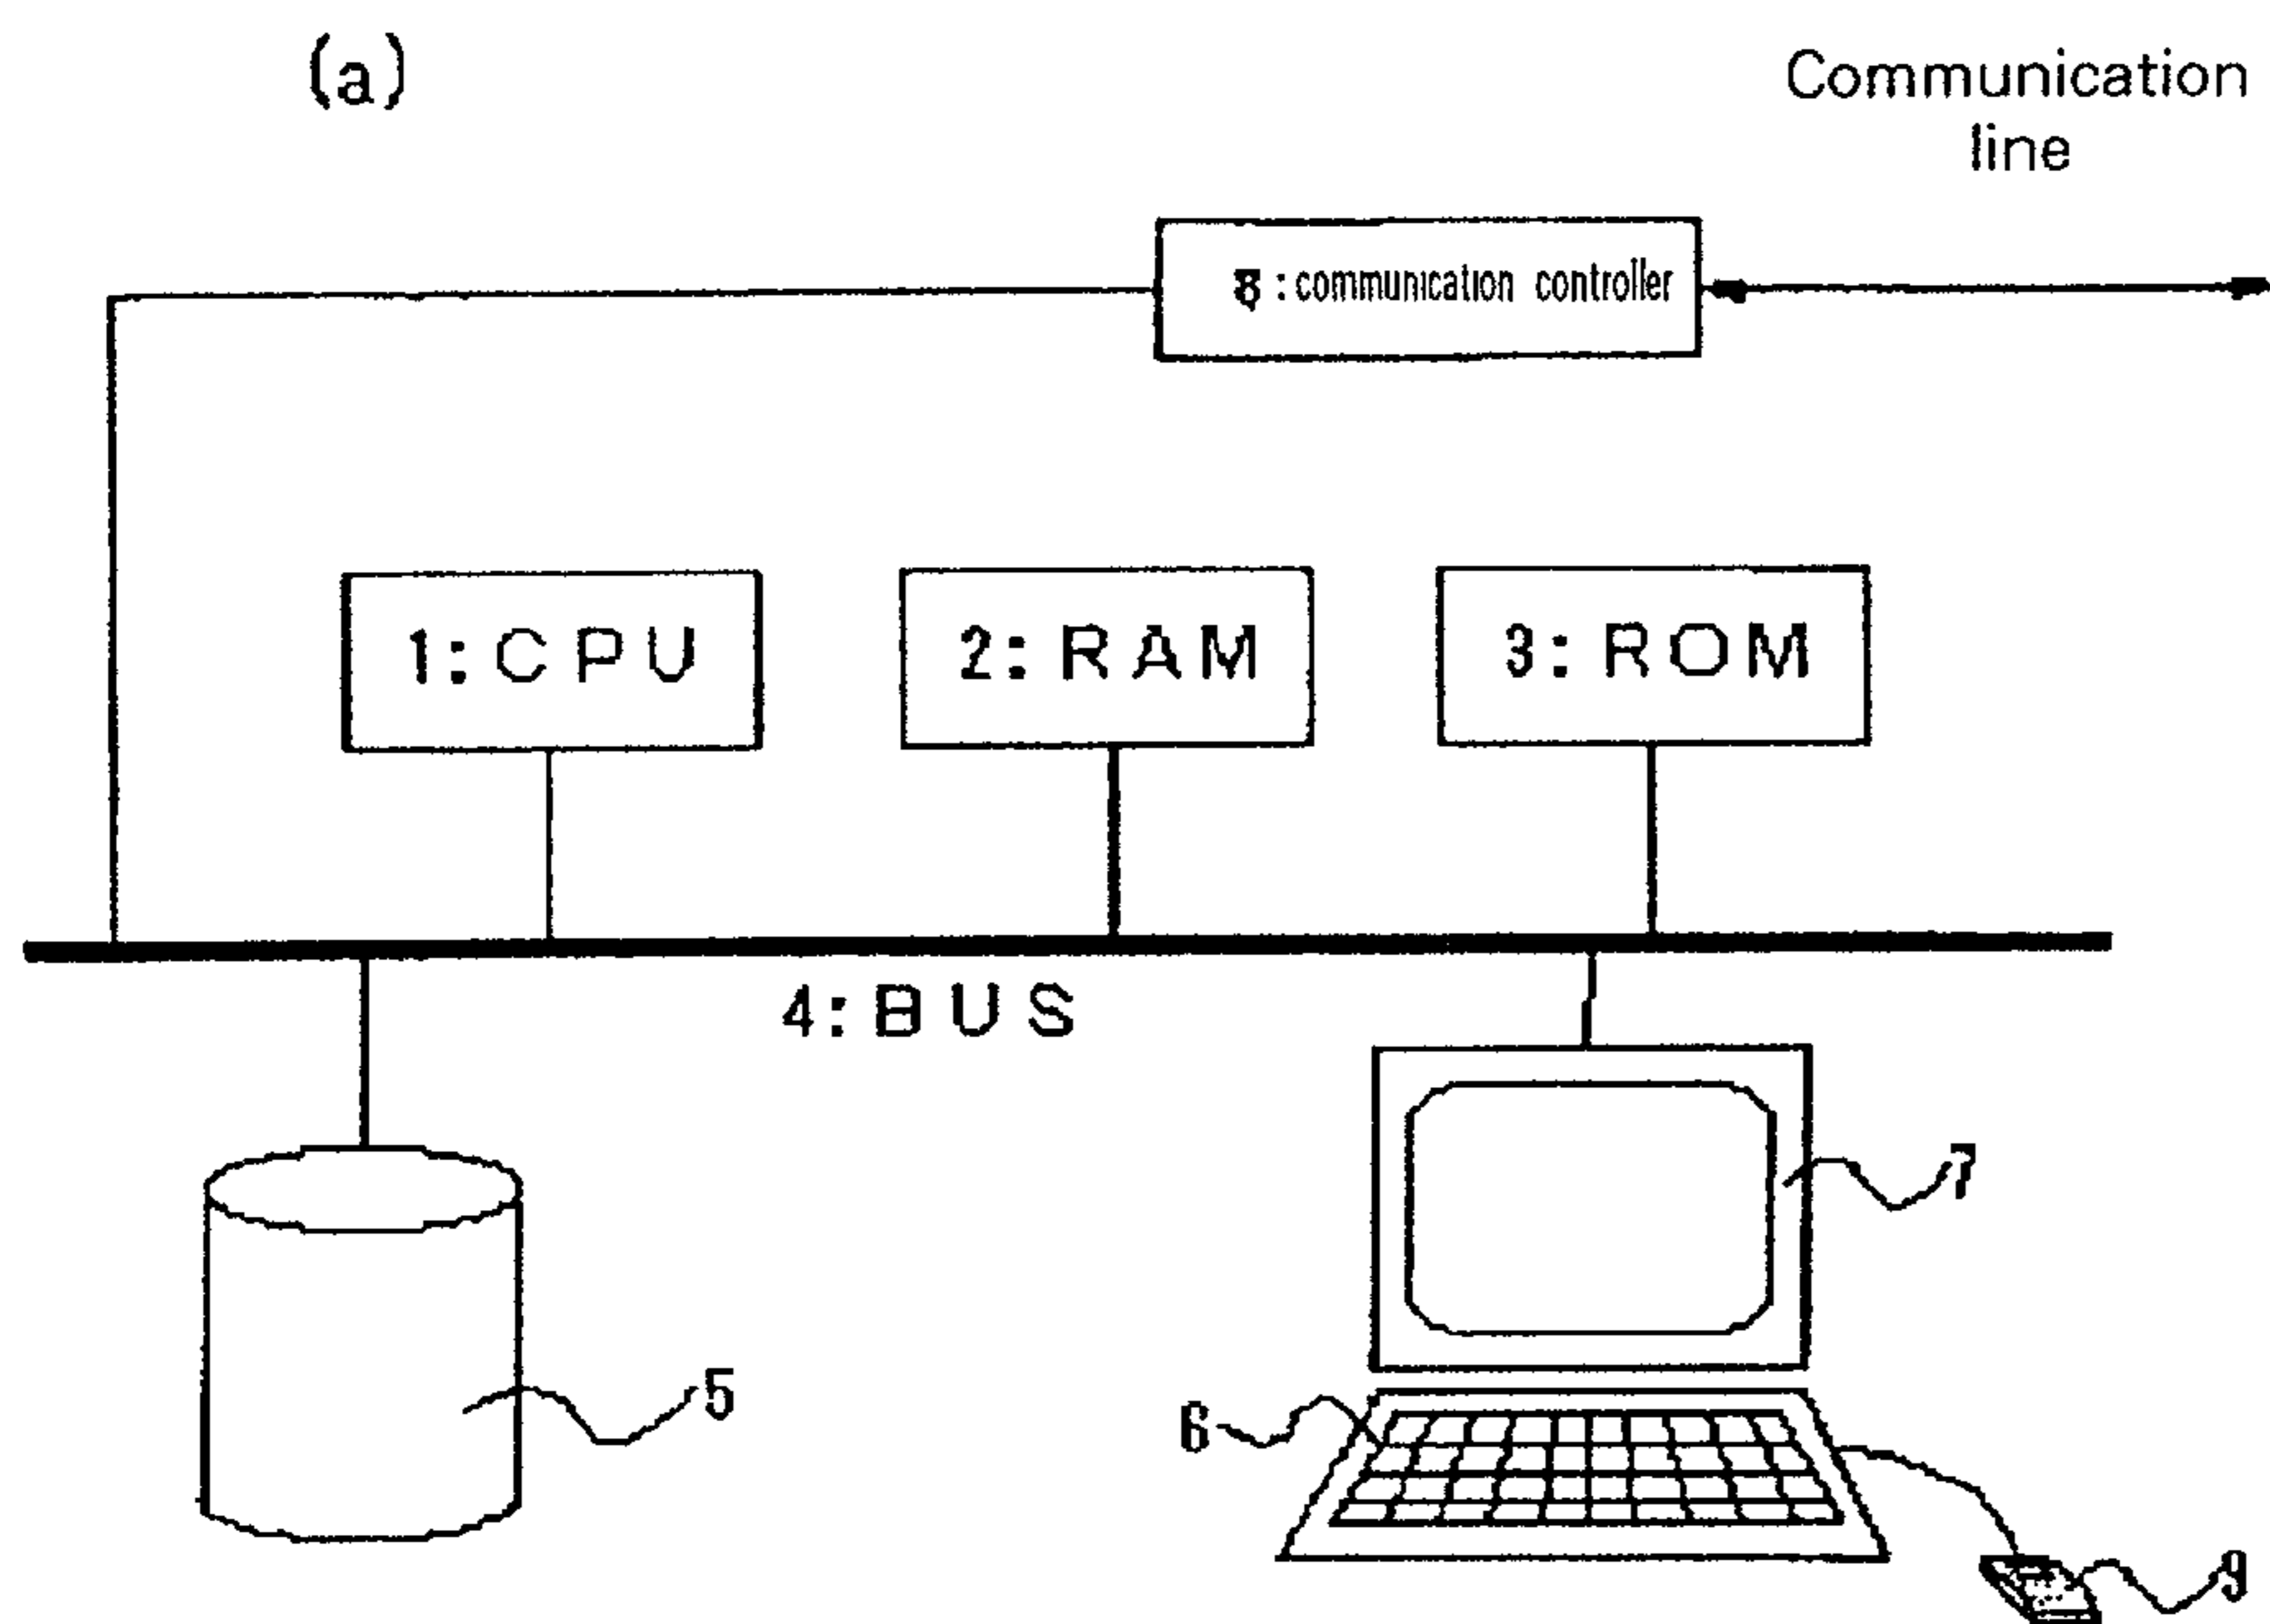 (a)
Communication
line
8:communication controller
1:CPU
2:RAM
3:ROM
4:BUS
7
5
6
9